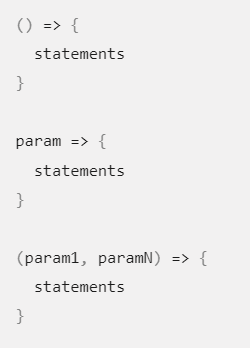 () => {
  statements
}

param => {
  statements
}

(param1, paramN) => {
  statements
}